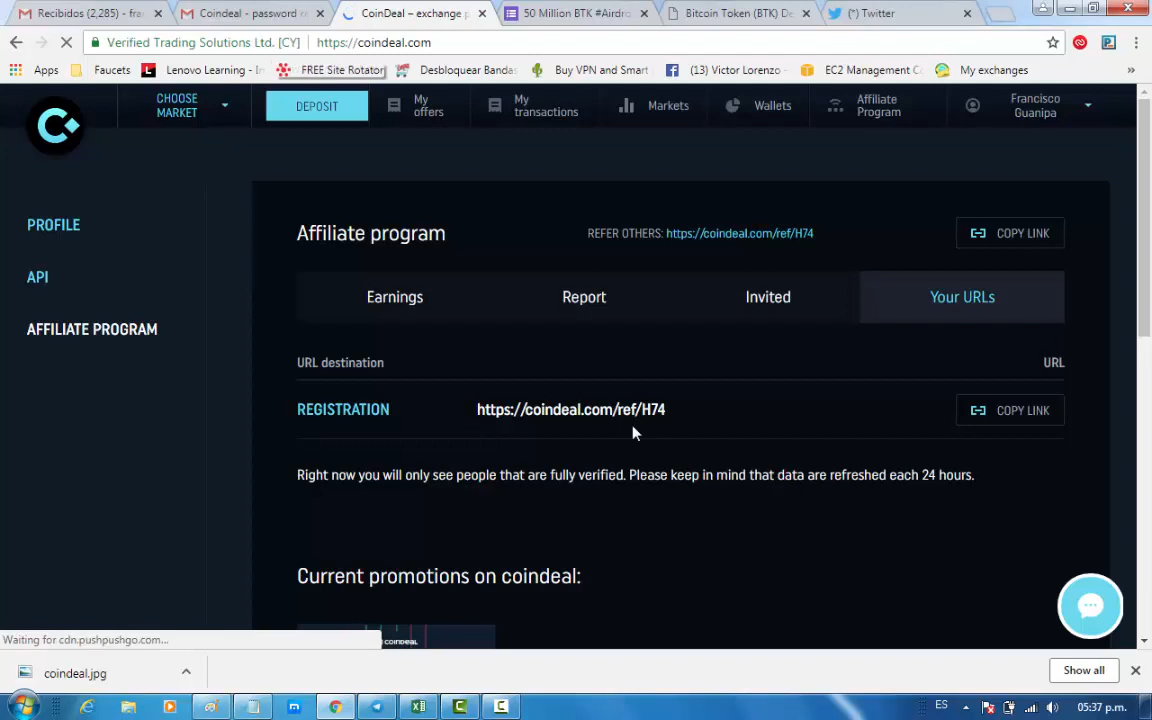 Recibidos (2,285) - fra
Coindeal - password r
CoinDeal – exchange p
50 Million BTK #Airdro
Bitcoin Token (BTK) De
(*) Twitter
Verified Trading Solutions Ltd. [CY]
https://coindeal.com
Apps
Faucets
Lenovo Learning - In
FREE Site Rotator
Desbloquear Bandas
Buy VPN and Smart
(13) Victor Lorenzo
EC2 Management Co
My exchanges
»
CHOOSE
MARKET
DEPOSIT
My
offers
My
transactions
Markets
Wallets
Affiliate
Program
Francisco
Guanipa
PROFILE
API
AFFILIATE PROGRAM
Affiliate program
REFER OTHERS: https://coindeal.com/ref/H74
COPY LINK
Earnings
Report
Invited
Your URLs
URL destination
URL
REGISTRATION
https://coindeal.com/ref/H74
COPY LINK
Right now you will only see people that are fully verified. Please keep in mind that data are refreshed each 24 hours.
Current promotions on coindeal:
COINDEAL
Waiting for cdn.pushpushgo.com...
coindeal.jpg
Show all
ES
05:37 p.m.